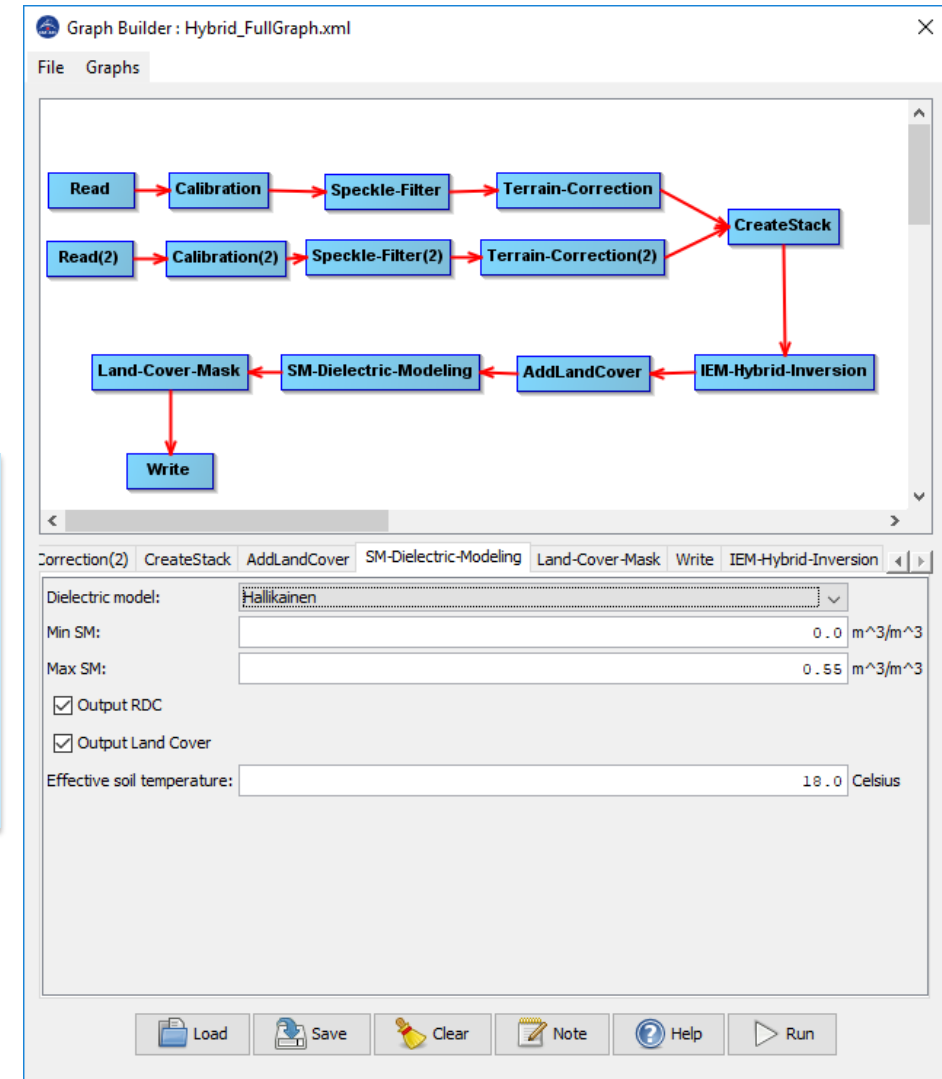 Graph Builder : Hybrid_FullGraph.xml
File Graphs
Read Calibration Speckle-Filter Terrain-Correction
CreateStack
Read(2) Calibration(2) Speckle-Filter(2) Terrain-Correction(2)
Land-Cover-Mask SM-Dielectric-Modeling AddLandCover IEM-Hybrid-Inversion
Write
Correction(2) CreateStack AddLandCover SM-Dielectric-Modeling Land-Cover-Mask Write IEM-Hybrid-Inversion
Dielectric model: Hallikainen
Min SM: 0.0 m^3/m^3
Max SM: 0.55 m^3/m^3
Output RDC
Output Land Cover
Effective soil temperature: 18.0 Celsius
Load Save Clear Note Help Run